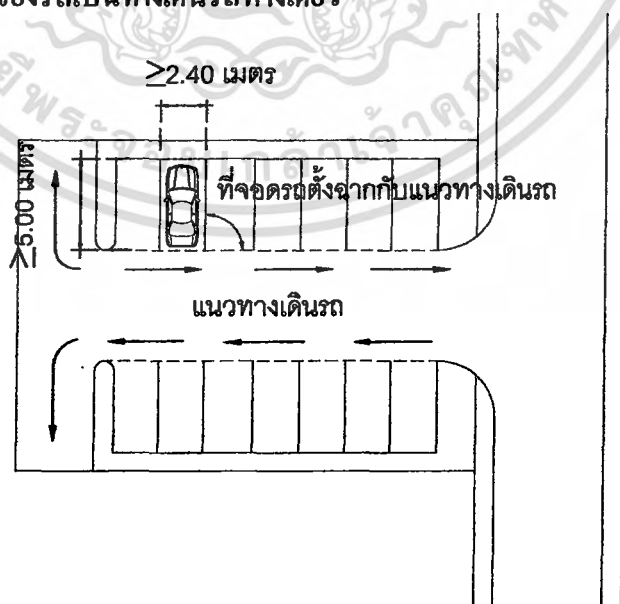 ≥2.40 เมตร
≥5.00 เมตร
ที่จอดรถตั้งฉากกับแนวทางเดินรถ
แนวทางเดินรถ